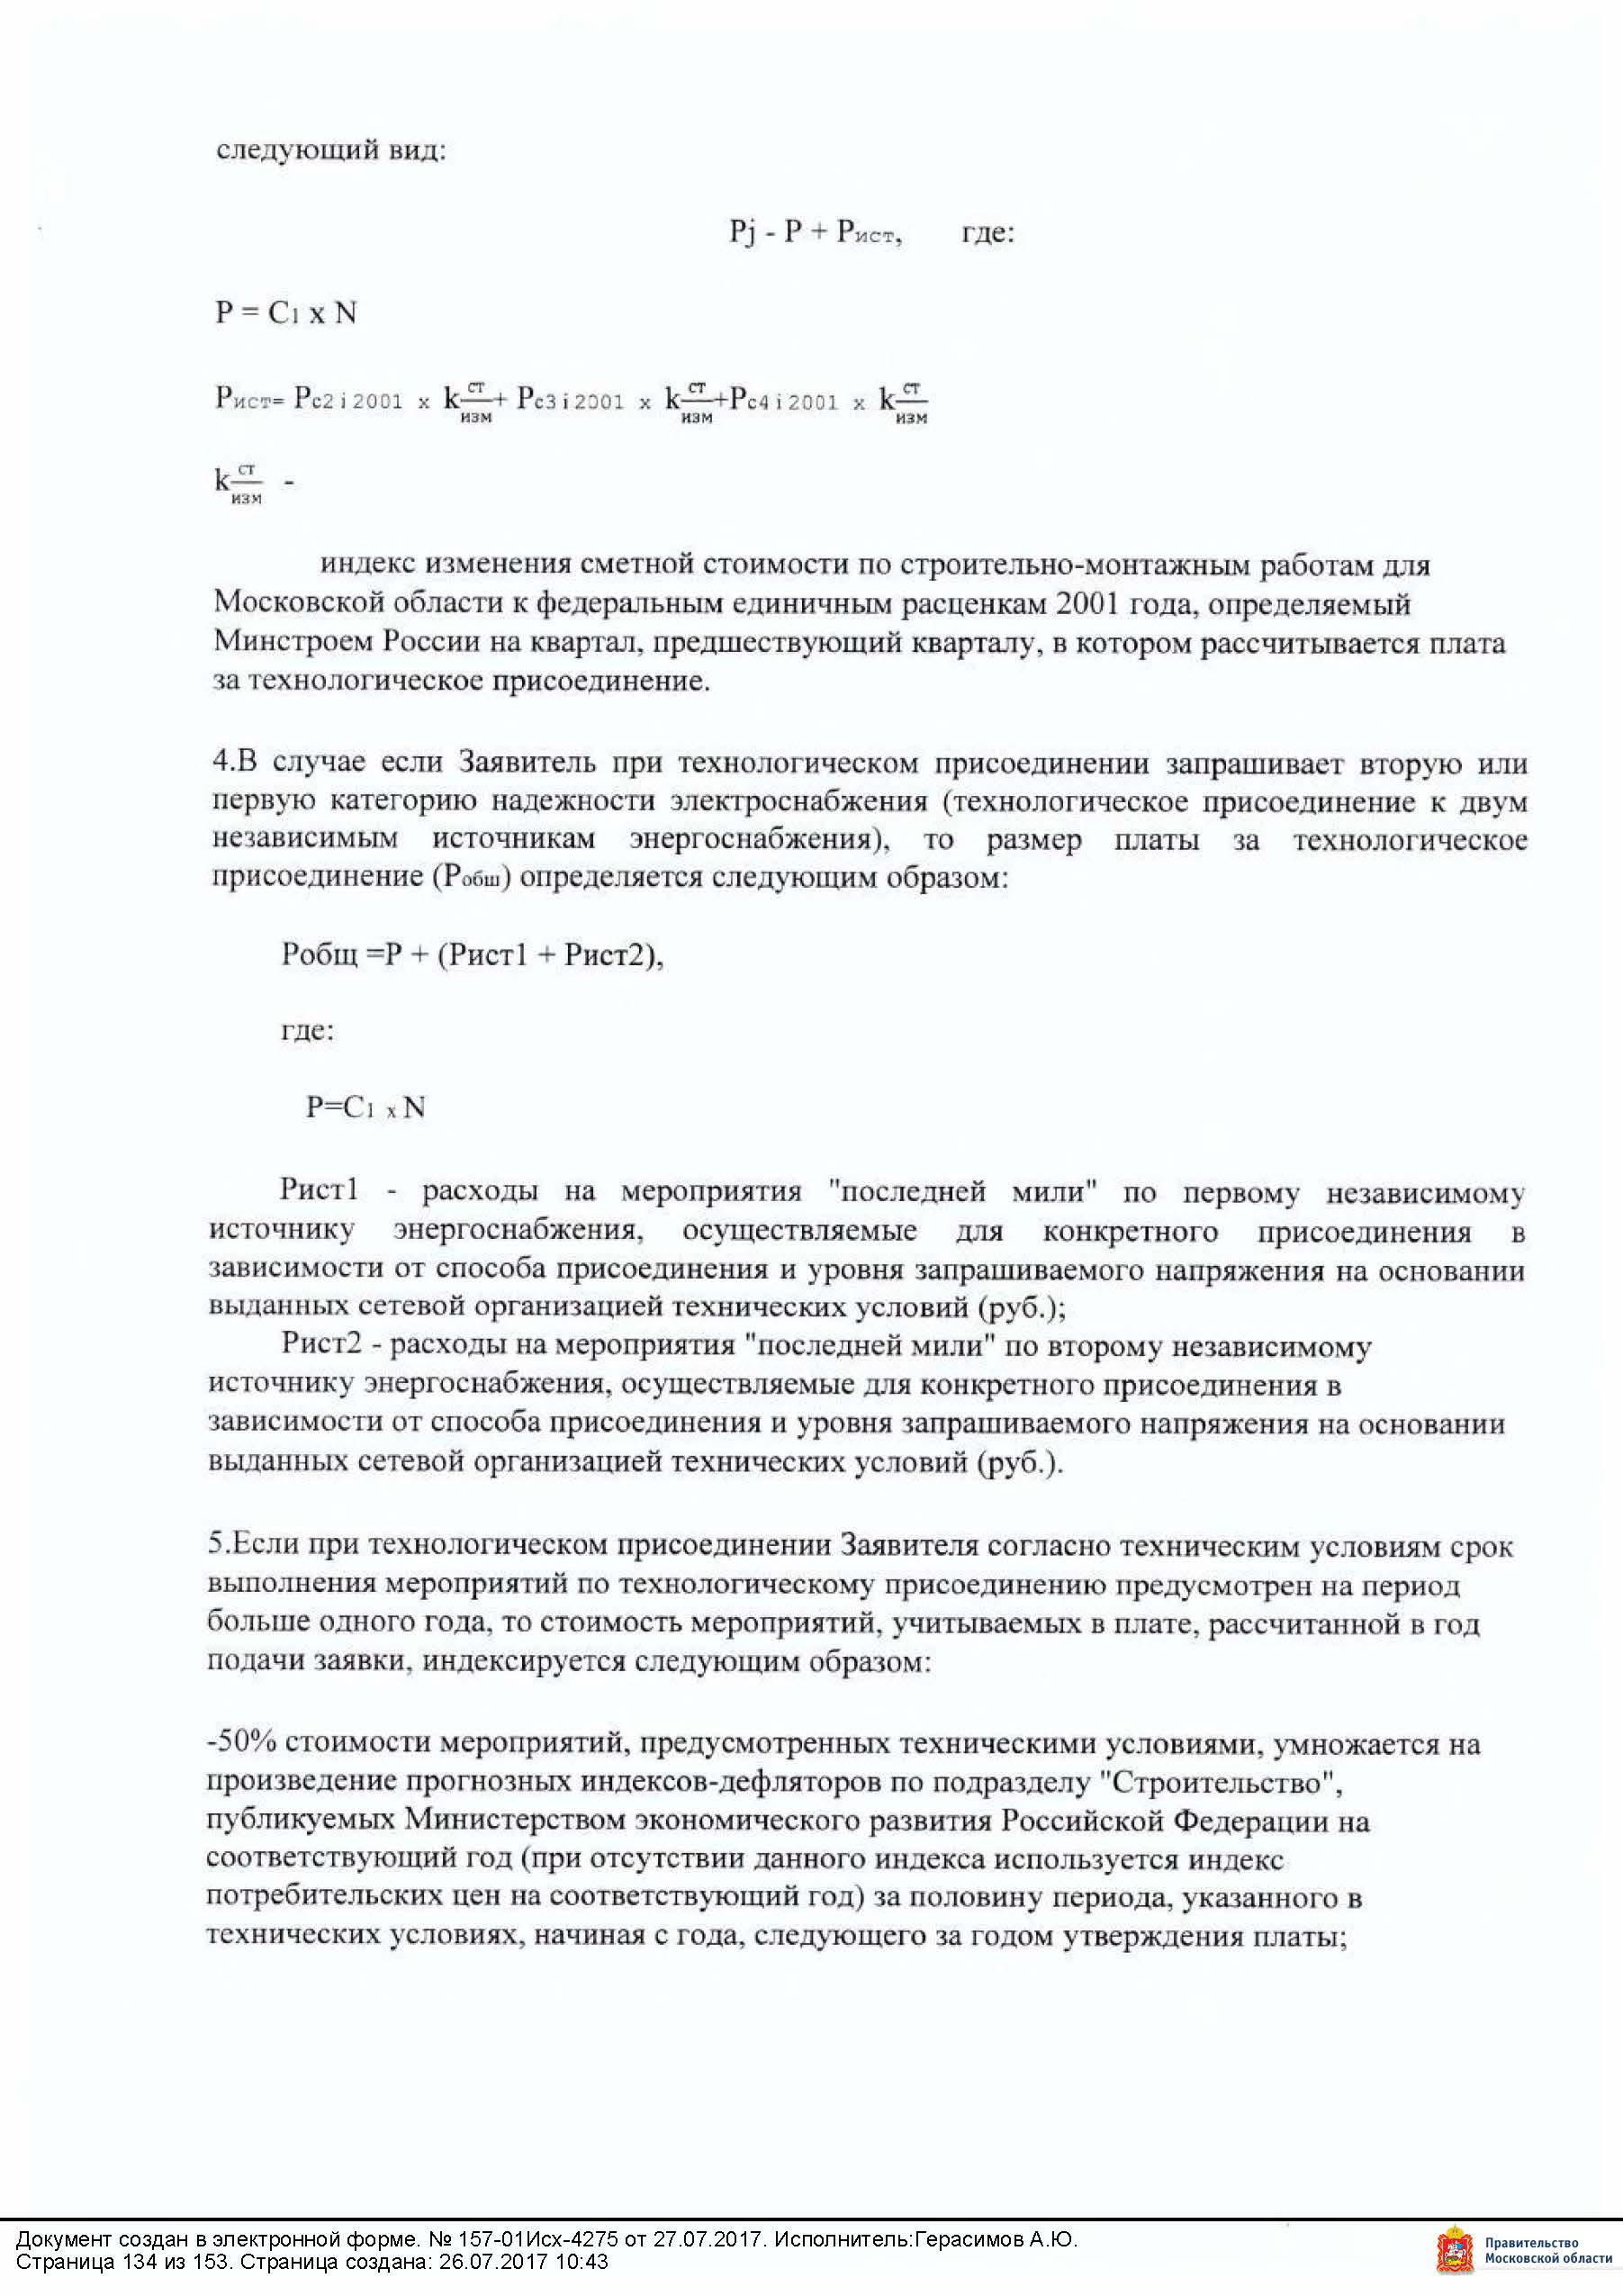 следующий вид:
Pj - P + Pист, где:
P = C1 x N
Pист= Pc2 i 2001 x k ст изм + Pc3 i 2001 x k ст изм +Pc4 i 2001 x k ст изм
k ст изм -
индекс изменения сметной стоимости по строительно-монтажным работам для
Московской области к федеральным единичным расценкам 2001 года, определяемый
Минстроем России на квартал, предшествующий кварталу, в котором рассчитывается плата
за технологическое присоединение.
4.В случае если Заявитель при технологическом присоединении запрашивает вторую или
первую категорию надежности электроснабжения (технологическое присоединение к двум
независимым источникам энергоснабжения), то размер платы за технологическое
присоединение (Робш) определяется следующим образом:
Робщ =Р + (Рист1 + Рист2),
где:
P=C1 x N
Рист1 - расходы на мероприятия "последней мили" по первому независимому
источнику энергоснабжения, осуществляемые для конкретного присоединения в
зависимости от способа присоединения и уровня запрашиваемого напряжения на основании
выданных сетевой организацией технических условий (руб.);
Рист2 - расходы на мероприятия "последней мили" по второму независимому
источнику энергоснабжения, осуществляемые для конкретного присоединения в
зависимости от способа присоединения и уровня запрашиваемого напряжения на основании
выданных сетевой организацией технических условий (руб.).
5.Если при технологическом присоединении Заявителя согласно техническим условиям срок
выполнения мероприятий по технологическому присоединению предусмотрен на период
больше одного года, то стоимость мероприятий, учитываемых в плате, рассчитанной в год
подачи заявки, индексируется следующим образом:
-50% стоимости мероприятий, предусмотренных техническими условиями, умножается на
произведение прогнозных индексов-дефляторов по подразделу "Строительство",
публикуемых Министерством экономического развития Российской Федерации на
соответствующий год (при отсутствии данного индекса используется индекс
потребительских цен на соответствующий год) за половину периода, указанного в
технических условиях, начиная с года, следующего за годом утверждения платы;
Документ создан в электронной форме. № 157-01Исх-4275 от 27.07.2017. Исполнитель:Герасимов А.Ю.
Страница 134 из 153. Страница создана: 26.07.2017 10:43
Правительство
Московской области